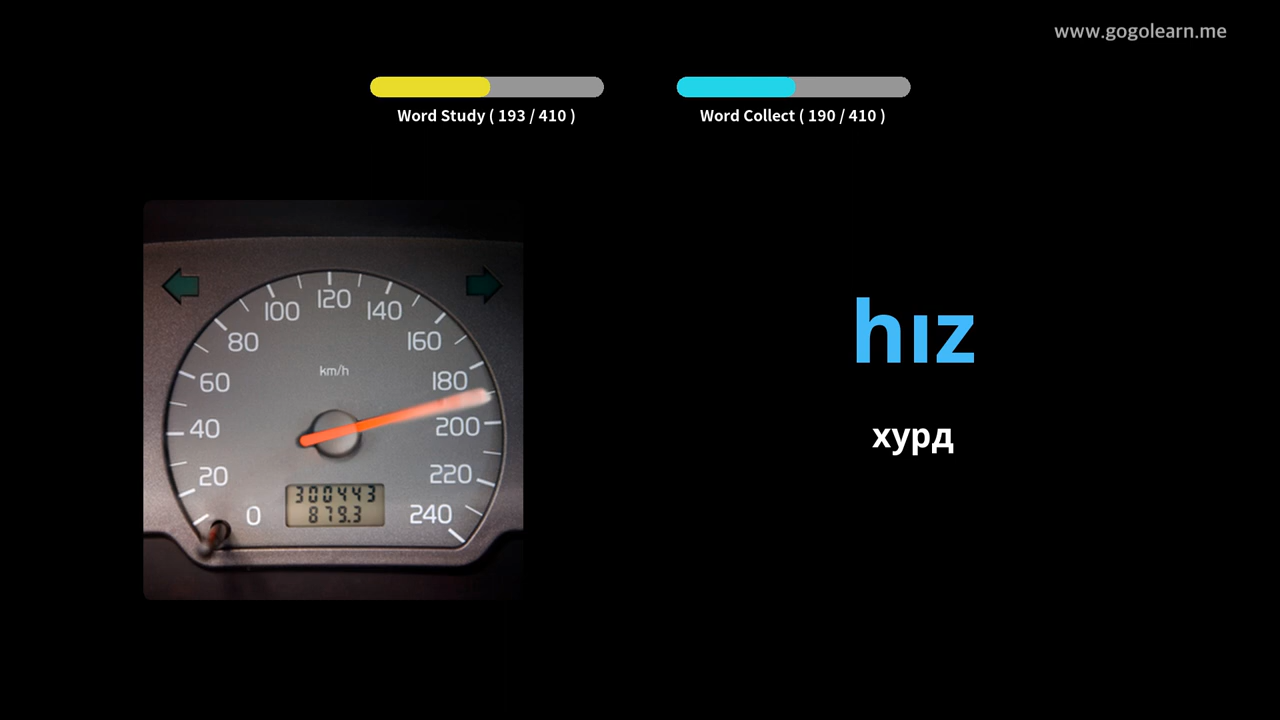 www.gogolearn.me
Word Study ( 193 / 410 )
Word Collect ( 190 / 410 )
120
100
140
80
160
km/h
60
180
40
200
20
220
300443
0
240
879.3
hız
хурд